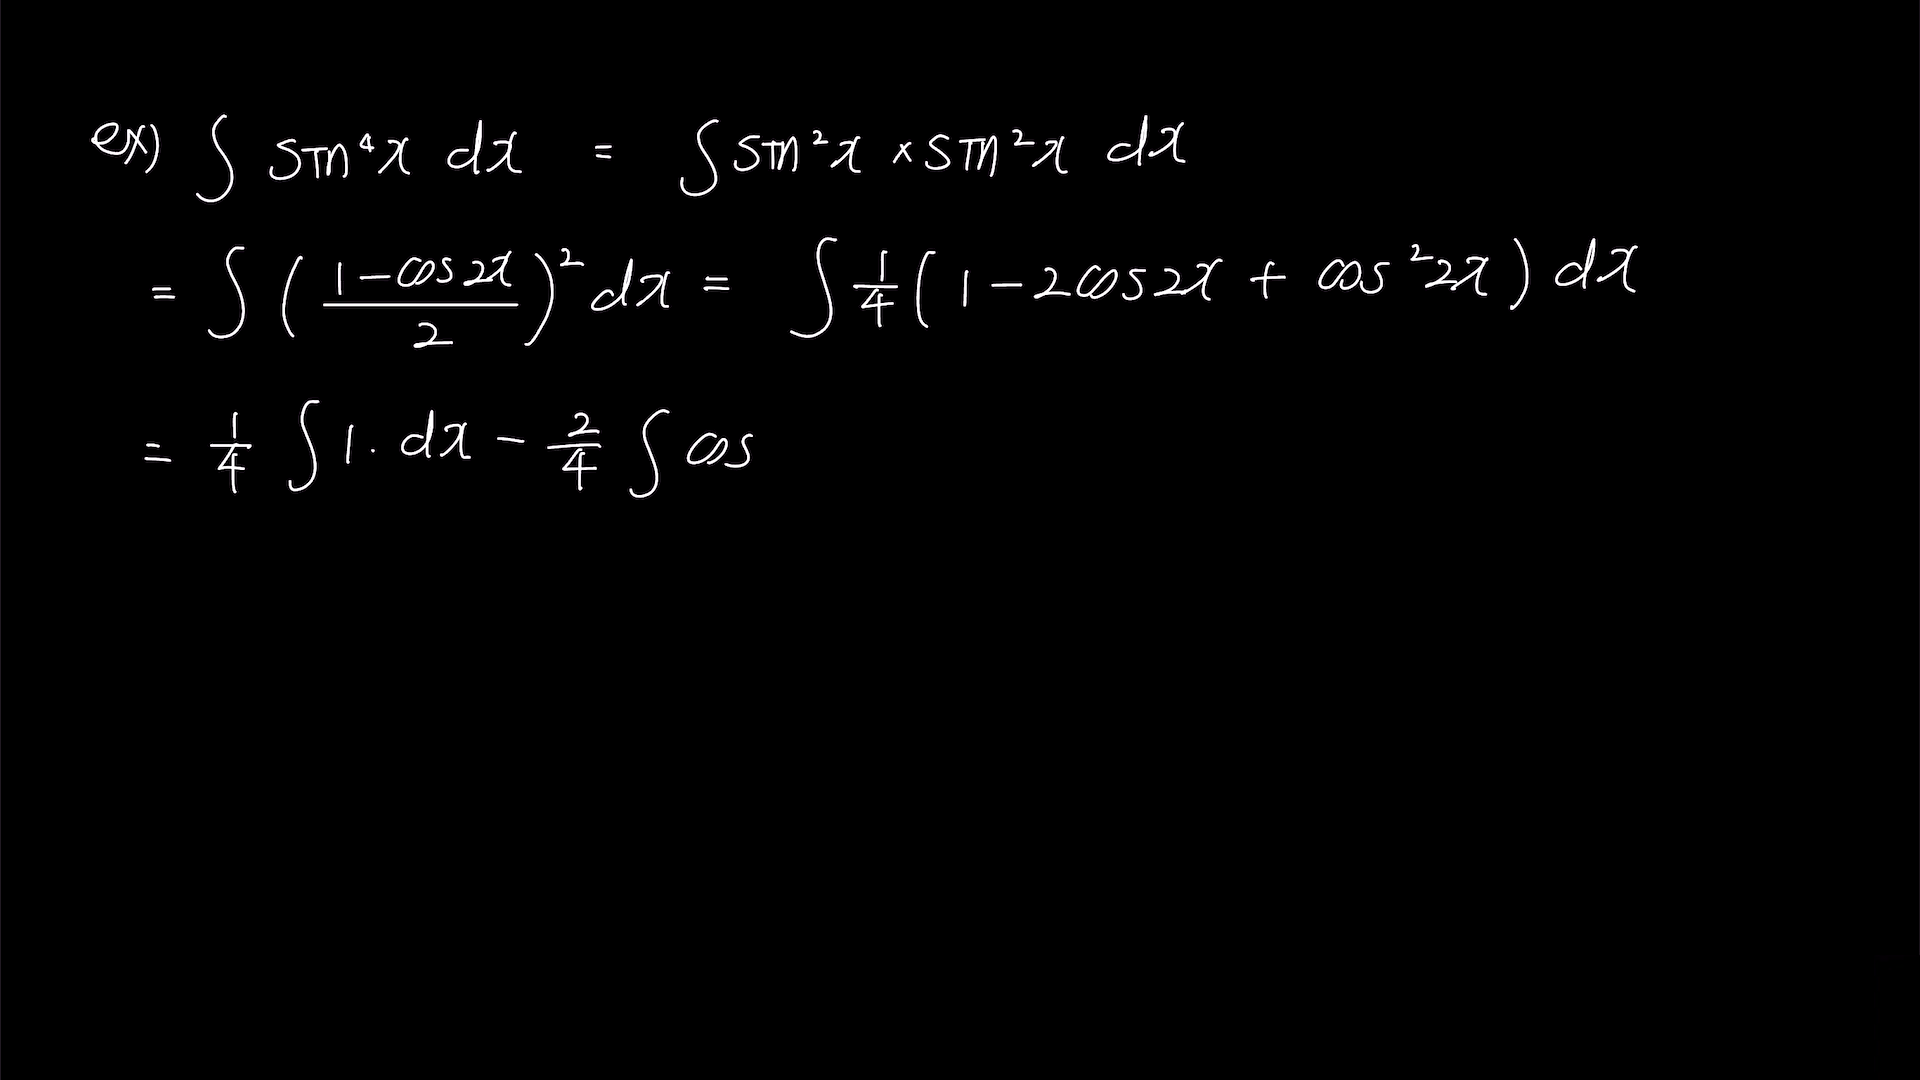 ex) ∫ sin⁴x dx = ∫ sin²x × sin²x dx
= ∫ ( (1-cos2x)/2 )² dx = ∫ 1/4 ( 1 - 2cos2x + cos²2x ) dx
= 1/4 ∫ 1· dx - 2/4 ∫ cos